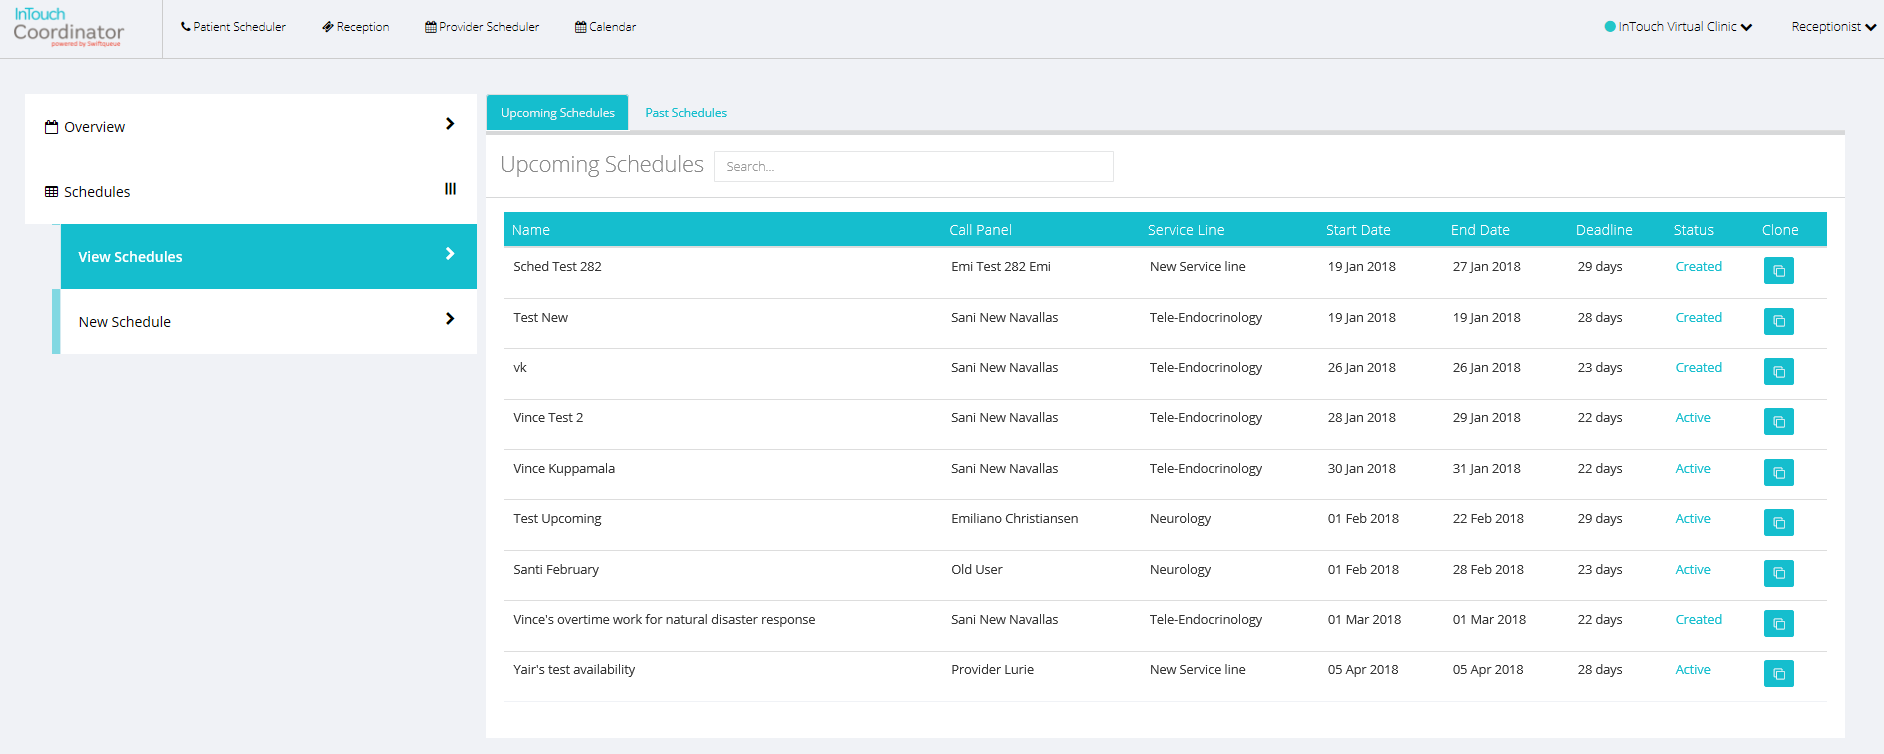 InTouch
Coordinator
powered by Swiftqueue
Patient Scheduler Reception Provider Scheduler Calendar InTouch Virtual Clinic Receptionist
Overview
Schedules
View Schedules
New Schedule
Upcoming Schedules Past Schedules
Upcoming Schedules Search...
Name Call Panel Service Line Start Date End Date Deadline Status Clone
Sched Test 282 Emi Test 282 Emi New Service line 19 Jan 2018 27 Jan 2018 29 days Created
Test New Sani New Navallas Tele-Endocrinology 19 Jan 2018 19 Jan 2018 28 days Created
vk Sani New Navallas Tele-Endocrinology 26 Jan 2018 26 Jan 2018 23 days Created
Vince Test 2 Sani New Navallas Tele-Endocrinology 28 Jan 2018 29 Jan 2018 22 days Active
Vince Kuppamala Sani New Navallas Tele-Endocrinology 30 Jan 2018 31 Jan 2018 22 days Active
Test Upcoming Emiliano Christiansen Neurology 01 Feb 2018 22 Feb 2018 29 days Active
Santi February Old User Neurology 01 Feb 2018 28 Feb 2018 23 days Active
Vince's overtime work for natural disaster response Sani New Navallas Tele-Endocrinology 01 Mar 2018 01 Mar 2018 22 days Created
Yair's test availability Provider Lurie New Service line 05 Apr 2018 05 Apr 2018 28 days Active